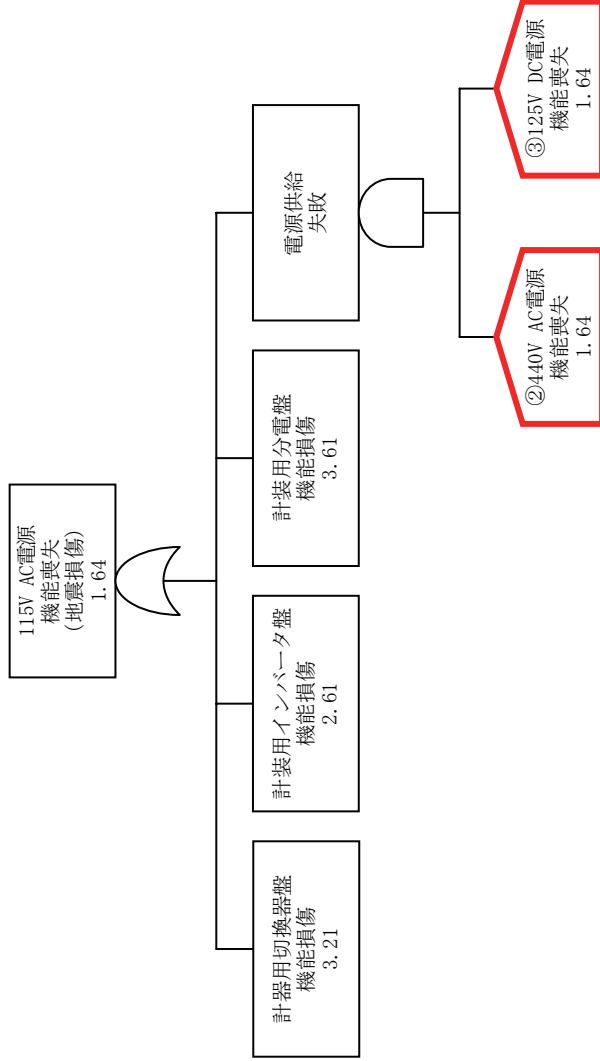 115V AC電源
機能喪失
(地震損傷)
1.64
計器用切換器盤
機能損傷
3.21
計装用インバータ盤
機能損傷
2.61
計装用分電盤
機能損傷
3.61
電源供給
失敗
②440V AC電源
機能喪失
1.64
③125V DC電源
機能喪失
1.64